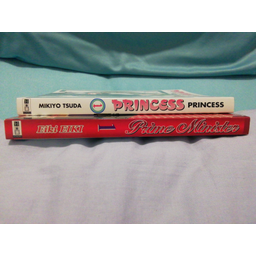 MIKIYO TSUDA PRINCESS PRINCESS
Eiki EIKI Prime Minister